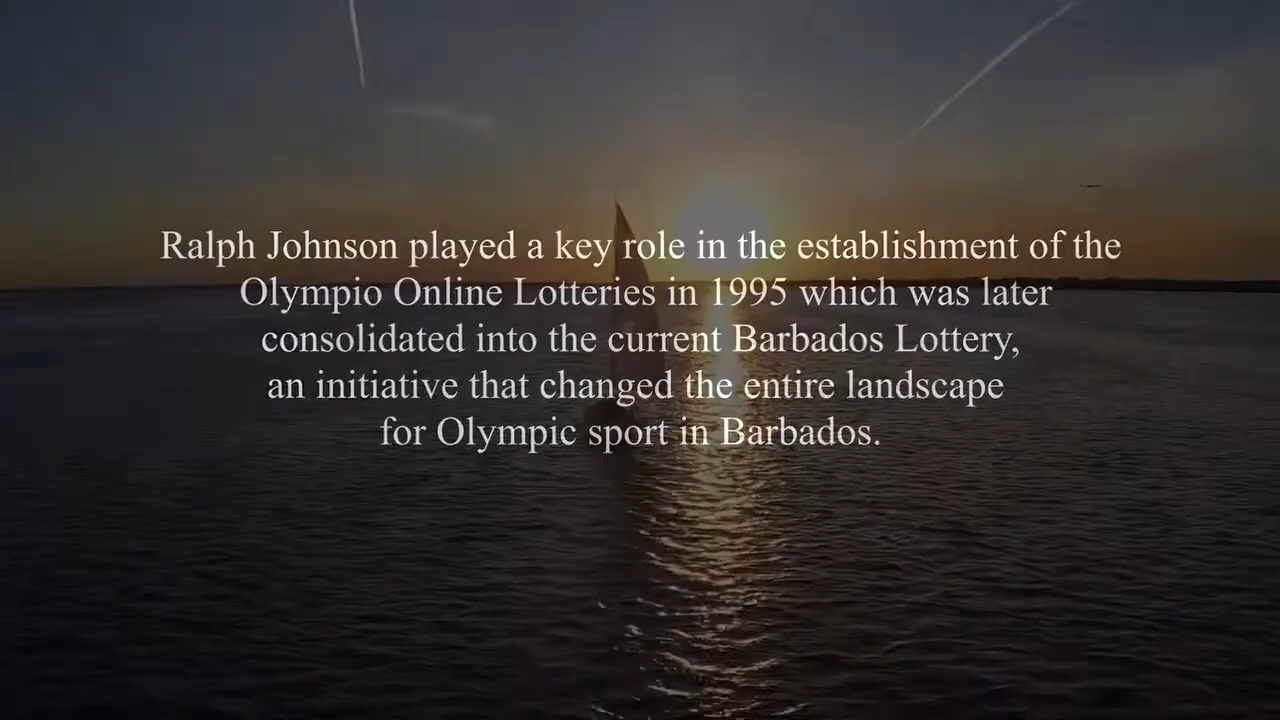 Ralph Johnson played a key role in the establishment of the
Olympio Online Lotteries in 1995 which was later
consolidated into the current Barbados Lottery,
an initiative that changed the entire landscape
for Olympic sport in Barbados.